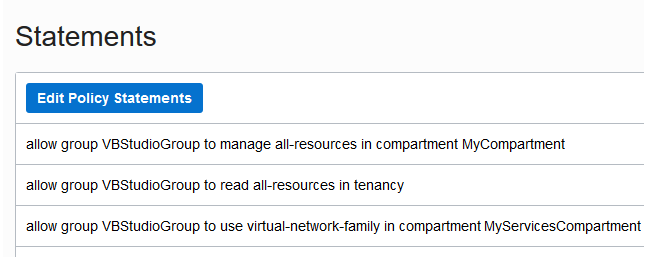 Statements
Edit Policy Statements
allow group VBStudioGroup to manage all-resources in compartment MyCompartment
allow group VBStudioGroup to read all-resources in tenancy
allow group VBStudioGroup to use virtual-network-family in compartment MyServicesCompartment